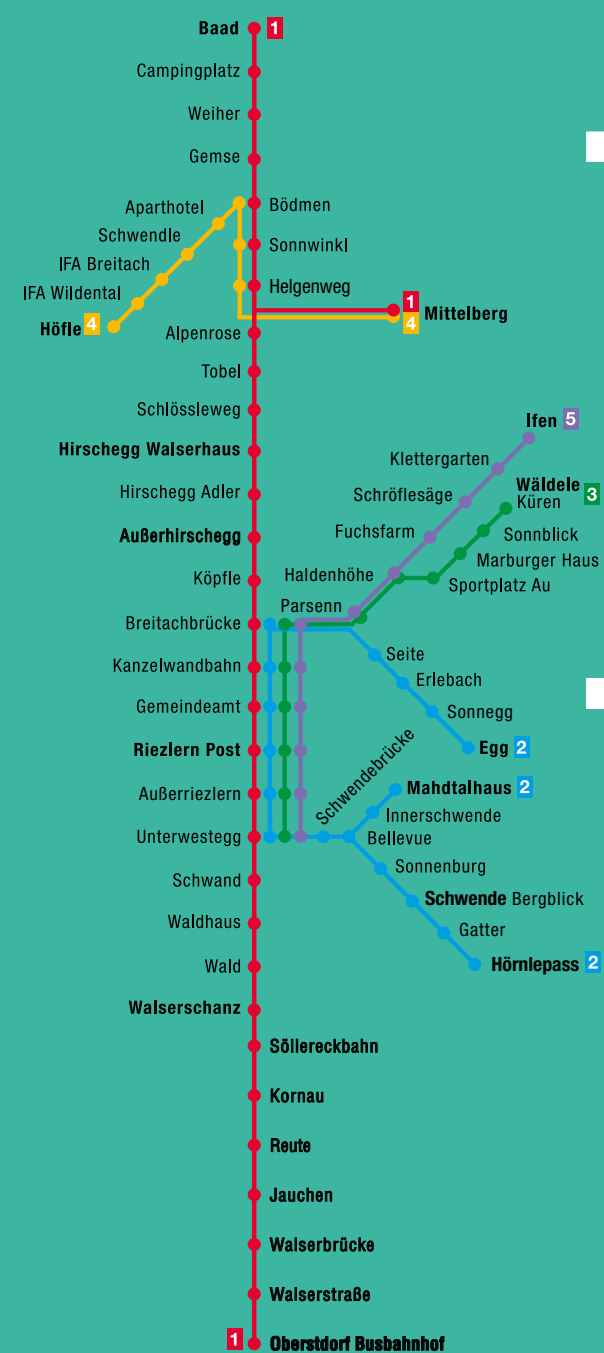 Baad 1
Campingplatz
Weiher
Gemse
Aparthotel
Bödmen
Schwendle
Sonnwinkl
IFA Breitach
Helgenweg
IFA Wildental
1
Mittelberg
4
Höfle 4
Alpenrose
Tobel
Schlössleweg
Ifen 5
Hirschegg Walserhaus
Klettergarten
Wäldele 3
Küren
Hirschegg Adler
Schröflesäge
Fuchsfarm
Sonnblick
Außerhirschegg
Marburger Haus
Haldenhöhe
Sportplatz Au
Köpfle
Parsenn
Breitachbrücke
Seite
Kanzelwandbahn
Erlebach
Gemeindeamt
Sonnegg
Riezlern Post
Egg 2
Schwendebrücke
Mahdtalhaus 2
Außerriezlern
Innerschwende
Unterwestegg
Bellevue
Sonnenburg
Schwand
Schwende Bergblick
Waldhaus
Gatter
Wald
Hörnlepass 2
Walserschanz
Söllereckbahn
Kornau
Reute
Jauchen
Walserbrücke
Walserstraße
1 Oberstdorf Busbahnhof